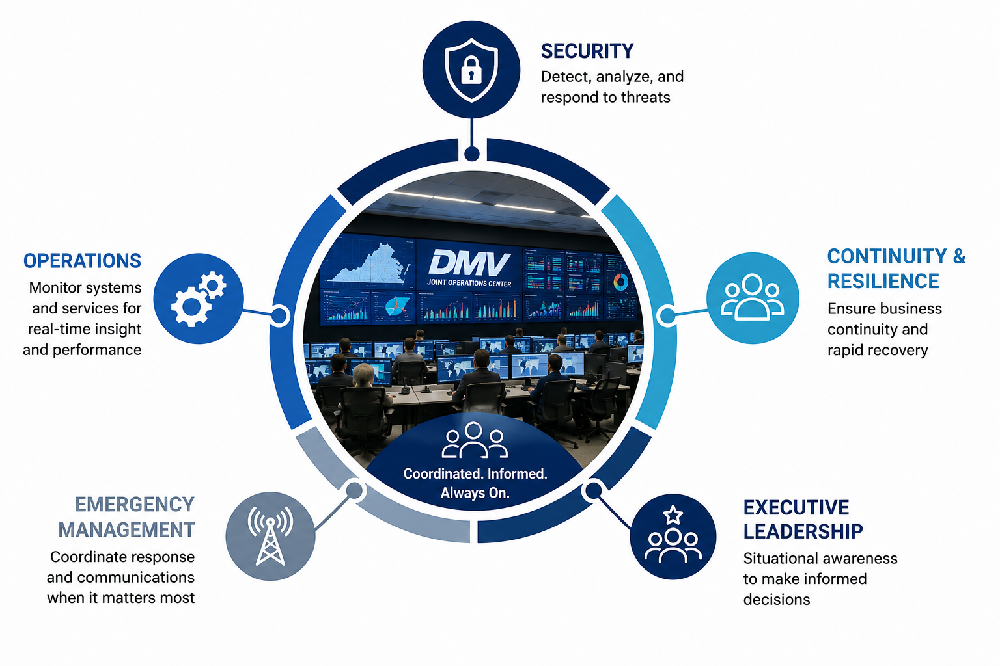 SECURITY
Detect, analyze, and
respond to threats
OPERATIONS
Monitor systems
and services for
real-time insight
and performance
DMV
JOINT OPERATIONS CENTER
CONTINUITY &
RESILIENCE
Ensure business
continuity and
rapid recovery
Coordinated. Informed.
Always On.
EMERGENCY
MANAGEMENT
Coordinate response
and communications
when it matters most
EXECUTIVE
LEADERSHIP
Situational awareness
to make informed
decisions